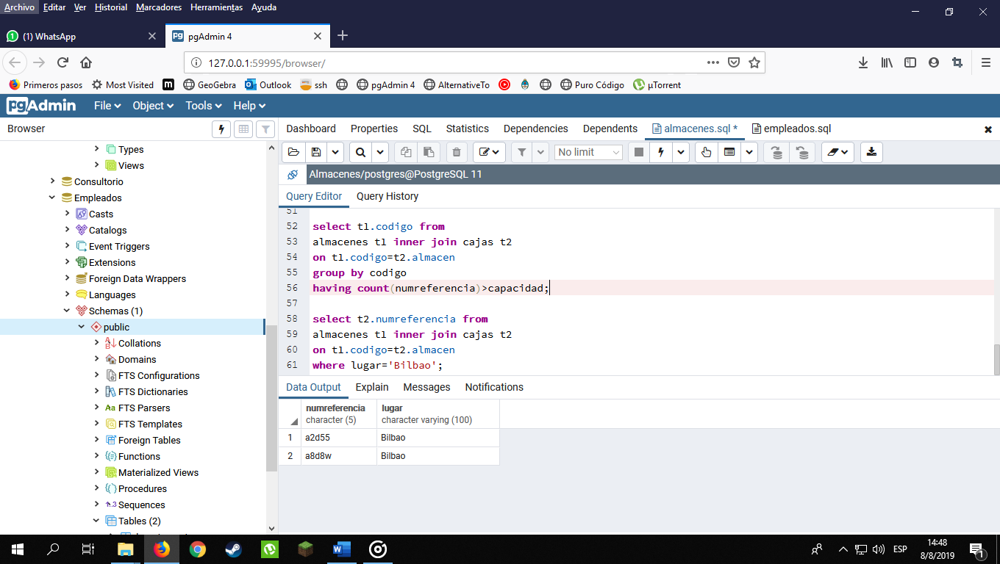 Archivo Editar Ver Historial Marcadores Herramientas Ayuda
(1) WhatsApp
pgAdmin 4
127.0.0.1:59995/browser/
Primeros pasos Most Visited GeoGebra Outlook ssh pgAdmin 4 AlternativeTo Puro Código µTorrent
pgAdmin File Object Tools Help
Browser
Dashboard Properties SQL Statistics Dependencies Dependents almacenes.sql * empleados.sql
Types
Views
Consultorio
Empleados
Casts
Catalogs
Event Triggers
Extensions
Foreign Data Wrappers
Languages
Schemas (1)
public
Collations
Domains
FTS Configurations
FTS Dictionaries
FTS Parsers
FTS Templates
Foreign Tables
Functions
Materialized Views
Procedures
Sequences
Tables (2)
No limit
Almacenes/postgres@PostgreSQL 11
Query Editor Query History
51
52 select t1.codigo from
53 almacenes t1 inner join cajas t2
54 on t1.codigo=t2.almacen
55 group by codigo
56 having count(numreferencia)>capacidad;
57
58 select t2.numreferencia from
59 almacenes t1 inner join cajas t2
60 on t1.codigo=t2.almacen
61 where lugar='Bilbao';
Data Output Explain Messages Notifications
numreferencia lugar
character (5) character varying (100)
1 a2d55 Bilbao
2 a8d8w Bilbao
ESP
14:48
8/8/2019
1